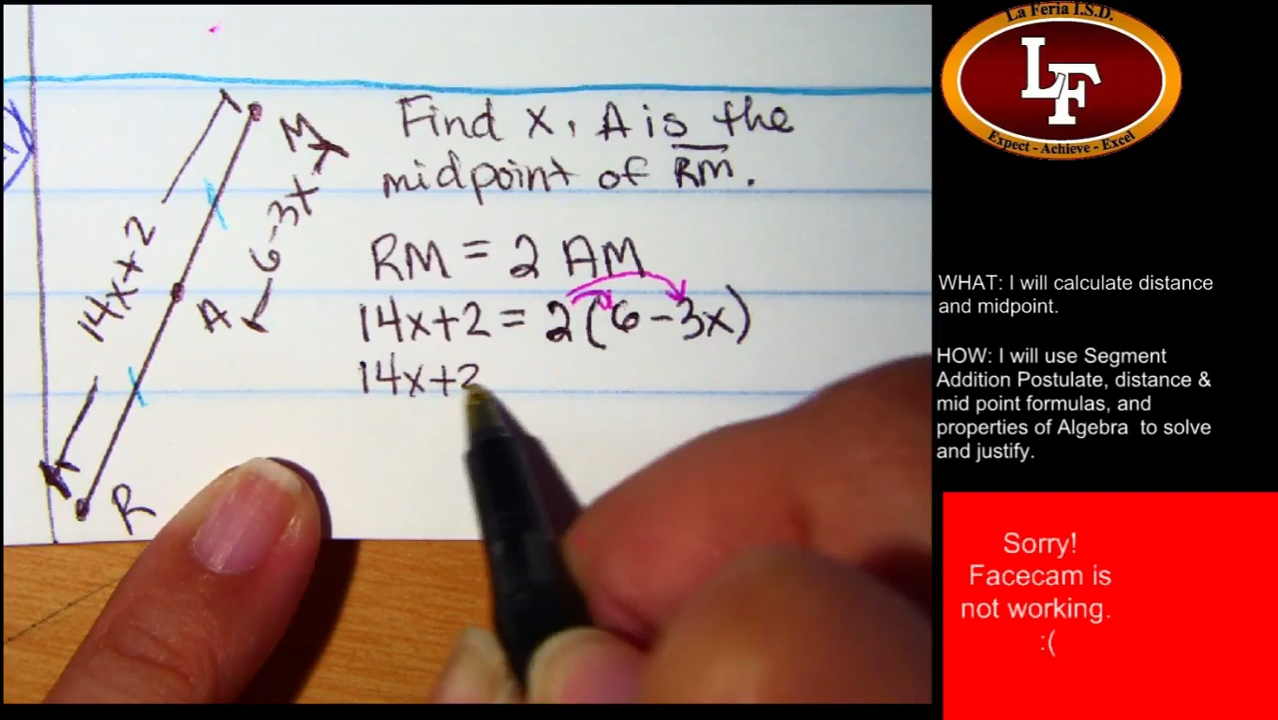 Find x, A is the
midpoint of RM.
M
14x+2
6-3x
A
R
RM = 2 AM
14x+2 = 2(6-3x)
14x+2
La Feria I.S.D.
LF
Expect - Achieve - Excel
WHAT: I will calculate distance
and midpoint.
HOW: I will use Segment
Addition Postulate, distance &
mid point formulas, and
properties of Algebra to solve
and justify.
Sorry!
Facecam is
not working.
:(